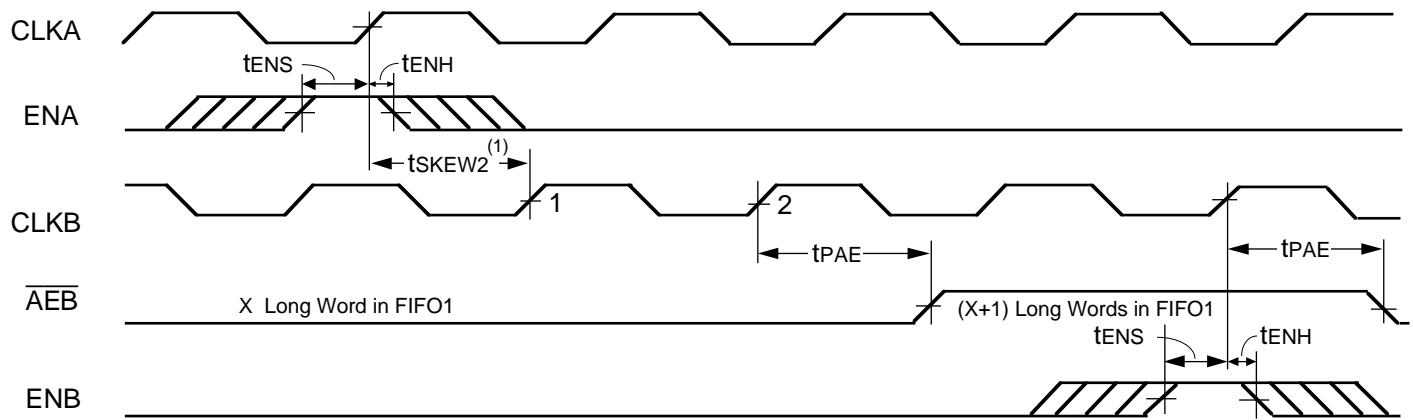 CLKA
tENS
tENH
ENA
tSKEW2 (1)
CLKB
1
2
tPAE
tPAE
AEB
X Long Word in FIFO1
(X+1) Long Words in FIFO1
tENS
tENH
ENB